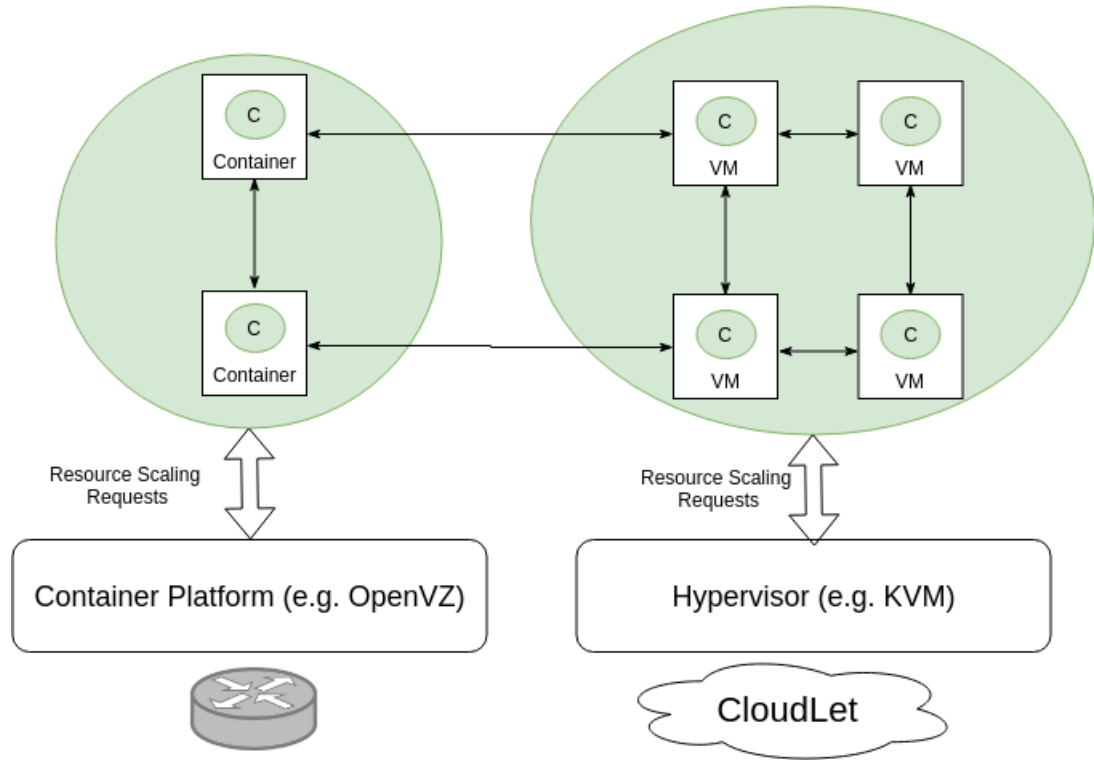 C
Container
C
VM
C
VM
C
Container
C
VM
C
VM
Resource Scaling
Requests
Resource Scaling
Requests
Container Platform (e.g. OpenVZ)
Hypervisor (e.g. KVM)
CloudLet